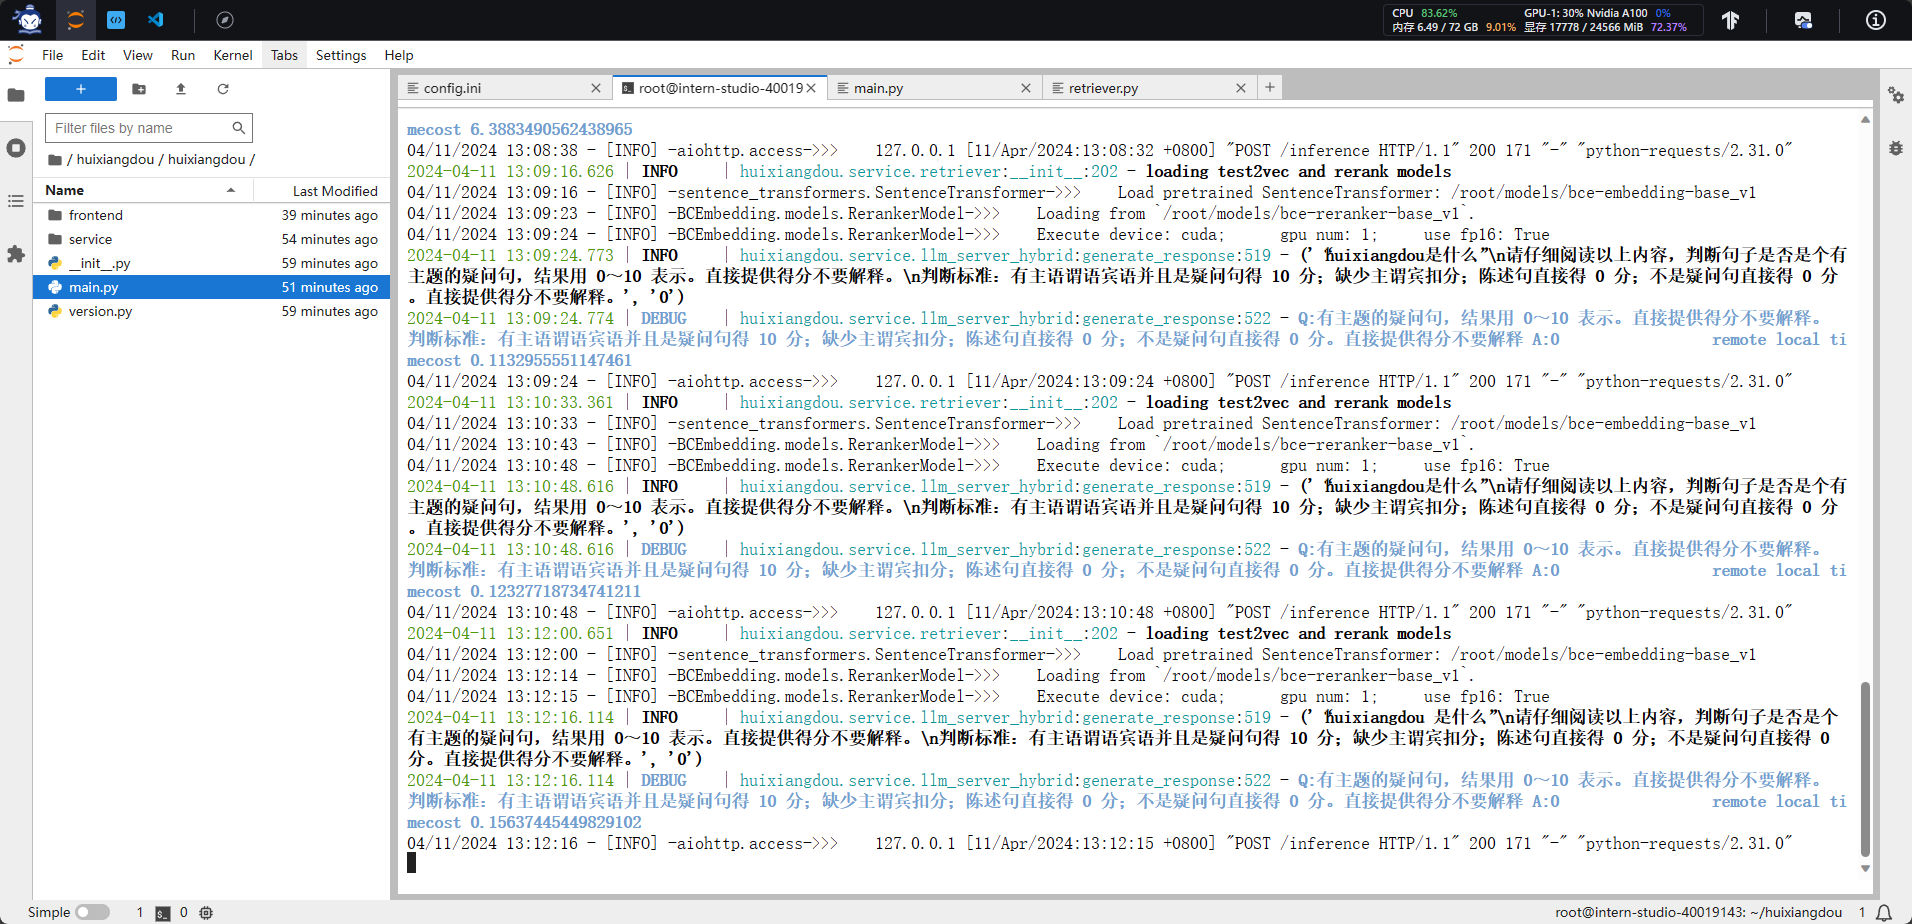 CPU 83.62% GPU-1: 30% Nvidia A100 0%
内存 6.49 / 72 GB 9.01% 显存 17778 / 24566 MiB 72.37%
File Edit View Run Kernel Tabs Settings Help
config.ini root@intern-studio-40019 main.py retriever.py
Filter files by name
/ huixiangdou / huixiangdou /
Name Last Modified
frontend 39 minutes ago
service 54 minutes ago
__init__.py 59 minutes ago
main.py 51 minutes ago
version.py 59 minutes ago
mecost 6.3883490562438965
04/11/2024 13:08:38 - [INFO] -aiohttp.access->>> 127.0.0.1 [11/Apr/2024:13:08:32 +0800] "POST /inference HTTP/1.1" 200 171 "-" "python-requests/2.31.0"
2024-04-11 13:09:16.626 | INFO | huixiangdou.service.retriever:__init__:202 - loading test2vec and rerank models
04/11/2024 13:09:16 - [INFO] -sentence_transformers.SentenceTransformer->>> Load pretrained SentenceTransformer: /root/models/bce-embedding-base_v1
04/11/2024 13:09:23 - [INFO] -BCEmbedding.models.RerankerModel->>> Loading from `/root/models/bce-reranker-base_v1`.
04/11/2024 13:09:24 - [INFO] -BCEmbedding.models.RerankerModel->>> Execute device: cuda; gpu num: 1; use fp16: True
2024-04-11 13:09:24.773 | INFO | huixiangdou.service.llm_server_hybrid:generate_response:519 - ('“huixiangdou是什么”\n请仔细阅读以上内容，判断句子是否是个有
主题的疑问句，结果用 0～10 表示。直接提供得分不要解释。\n判断标准：有主语谓语宾语并且是疑问句得 10 分；缺少主谓宾扣分；陈述句直接得 0 分；不是疑问句直接得 0 分
。直接提供得分不要解释。', '0')
2024-04-11 13:09:24.774 | DEBUG | huixiangdou.service.llm_server_hybrid:generate_response:522 - Q:有主题的疑问句，结果用 0～10 表示。直接提供得分不要解释。
判断标准：有主语谓语宾语并且是疑问句得 10 分；缺少主谓宾扣分；陈述句直接得 0 分；不是疑问句直接得 0 分。直接提供得分不要解释 A:0 remote local ti
mecost 0.1132955551147461
04/11/2024 13:09:24 - [INFO] -aiohttp.access->>> 127.0.0.1 [11/Apr/2024:13:09:24 +0800] "POST /inference HTTP/1.1" 200 171 "-" "python-requests/2.31.0"
2024-04-11 13:10:33.361 | INFO | huixiangdou.service.retriever:__init__:202 - loading test2vec and rerank models
04/11/2024 13:10:33 - [INFO] -sentence_transformers.SentenceTransformer->>> Load pretrained SentenceTransformer: /root/models/bce-embedding-base_v1
04/11/2024 13:10:43 - [INFO] -BCEmbedding.models.RerankerModel->>> Loading from `/root/models/bce-reranker-base_v1`.
04/11/2024 13:10:48 - [INFO] -BCEmbedding.models.RerankerModel->>> Execute device: cuda; gpu num: 1; use fp16: True
2024-04-11 13:10:48.616 | INFO | huixiangdou.service.llm_server_hybrid:generate_response:519 - ('“huixiangdou是什么”\n请仔细阅读以上内容，判断句子是否是个有
主题的疑问句，结果用 0～10 表示。直接提供得分不要解释。\n判断标准：有主语谓语宾语并且是疑问句得 10 分；缺少主谓宾扣分；陈述句直接得 0 分；不是疑问句直接得 0 分
。直接提供得分不要解释。', '0')
2024-04-11 13:10:48.616 | DEBUG | huixiangdou.service.llm_server_hybrid:generate_response:522 - Q:有主题的疑问句，结果用 0～10 表示。直接提供得分不要解释。
判断标准：有主语谓语宾语并且是疑问句得 10 分；缺少主谓宾扣分；陈述句直接得 0 分；不是疑问句直接得 0 分。直接提供得分不要解释 A:0 remote local ti
mecost 0.12327718734741211
04/11/2024 13:10:48 - [INFO] -aiohttp.access->>> 127.0.0.1 [11/Apr/2024:13:10:48 +0800] "POST /inference HTTP/1.1" 200 171 "-" "python-requests/2.31.0"
2024-04-11 13:12:00.651 | INFO | huixiangdou.service.retriever:__init__:202 - loading test2vec and rerank models
04/11/2024 13:12:00 - [INFO] -sentence_transformers.SentenceTransformer->>> Load pretrained SentenceTransformer: /root/models/bce-embedding-base_v1
04/11/2024 13:12:14 - [INFO] -BCEmbedding.models.RerankerModel->>> Loading from `/root/models/bce-reranker-base_v1`.
04/11/2024 13:12:15 - [INFO] -BCEmbedding.models.RerankerModel->>> Execute device: cuda; gpu num: 1; use fp16: True
2024-04-11 13:12:16.114 | INFO | huixiangdou.service.llm_server_hybrid:generate_response:519 - ('“huixiangdou 是什么”\n请仔细阅读以上内容，判断句子是否是个
有主题的疑问句，结果用 0～10 表示。直接提供得分不要解释。\n判断标准：有主语谓语宾语并且是疑问句得 10 分；缺少主谓宾扣分；陈述句直接得 0 分；不是疑问句直接得 0
分。直接提供得分不要解释。', '0')
2024-04-11 13:12:16.114 | DEBUG | huixiangdou.service.llm_server_hybrid:generate_response:522 - Q:有主题的疑问句，结果用 0～10 表示。直接提供得分不要解释。
判断标准：有主语谓语宾语并且是疑问句得 10 分；缺少主谓宾扣分；陈述句直接得 0 分；不是疑问句直接得 0 分。直接提供得分不要解释 A:0 remote local ti
mecost 0.15637445449829102
04/11/2024 13:12:16 - [INFO] -aiohttp.access->>> 127.0.0.1 [11/Apr/2024:13:12:15 +0800] "POST /inference HTTP/1.1" 200 171 "-" "python-requests/2.31.0"
Simple 1 0 root@intern-studio-40019143: ~/huixiangdou 1